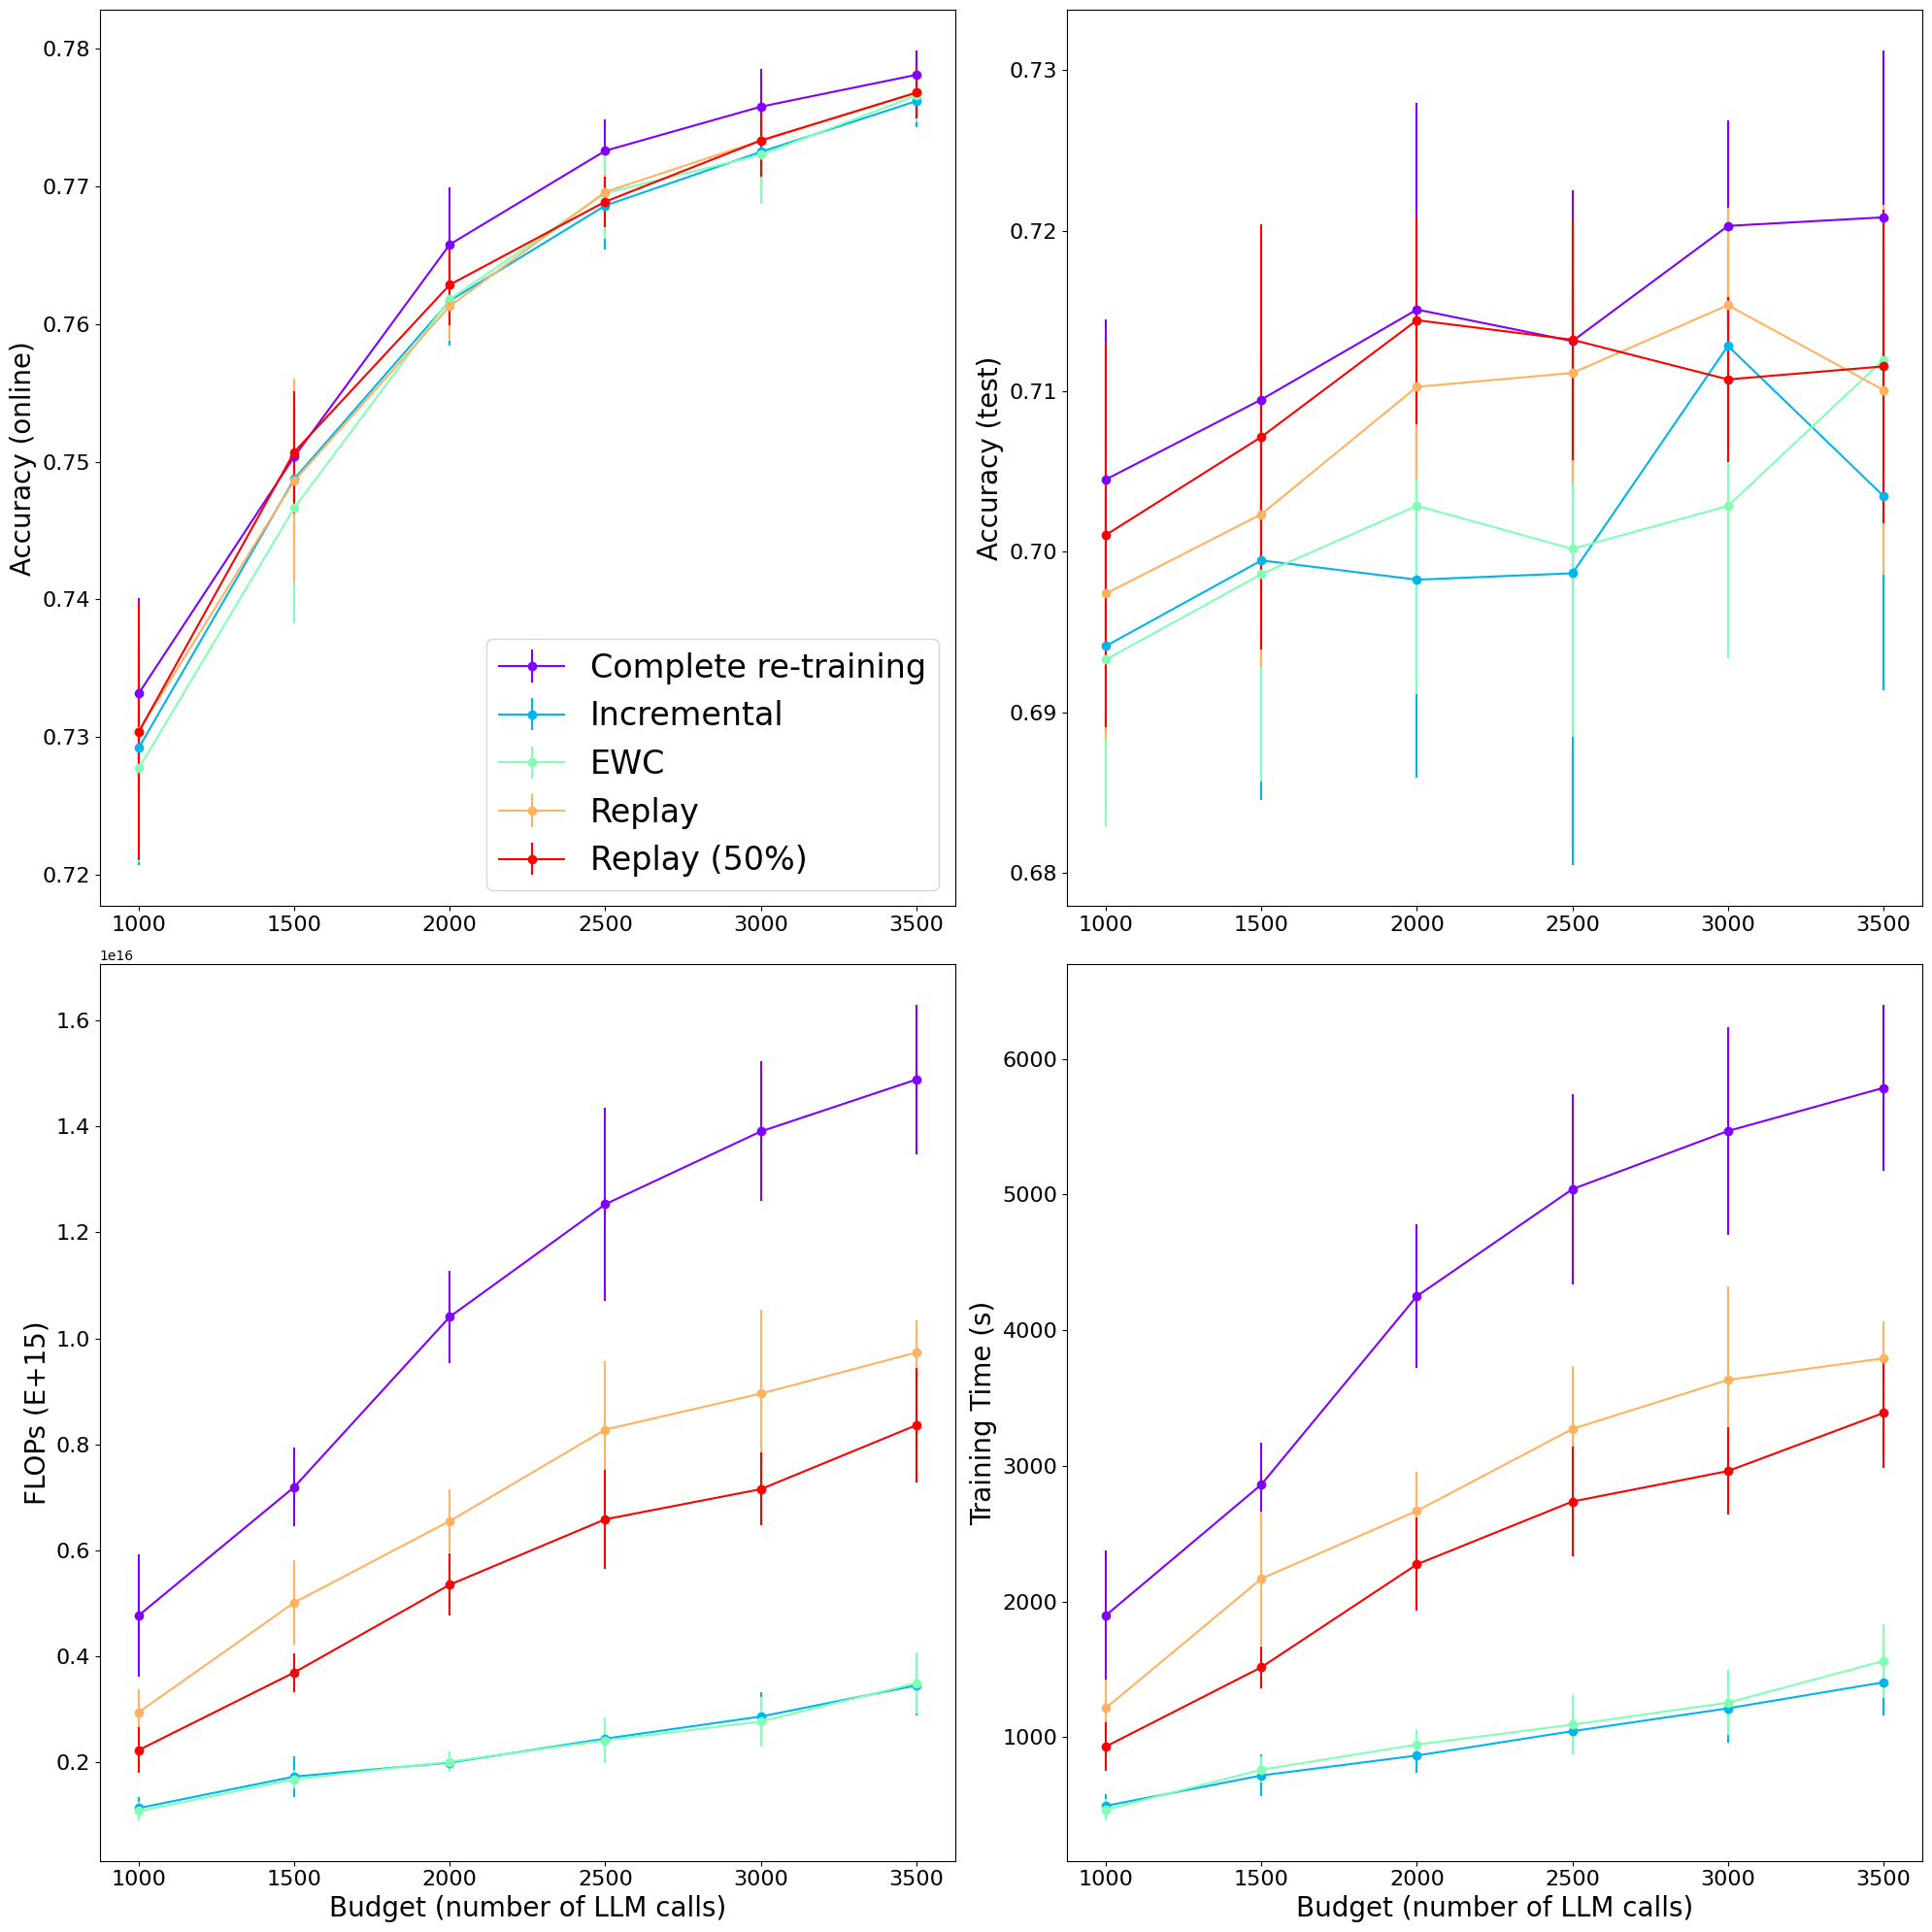 0.78
0.77
0.76
0.75
0.74
0.73
0.72
Accuracy (online)
1000 1500 2000 2500 3000 3500
Complete re-training
Incremental
EWC
Replay
Replay (50%)
0.73
0.72
0.71
0.70
0.69
0.68
Accuracy (test)
1000 1500 2000 2500 3000 3500
1e16
1.6
1.4
1.2
1.0
0.8
0.6
0.4
0.2
FLOPs (E+15)
1000 1500 2000 2500 3000 3500
Budget (number of LLM calls)
6000
5000
4000
3000
2000
1000
Training Time (s)
1000 1500 2000 2500 3000 3500
Budget (number of LLM calls)